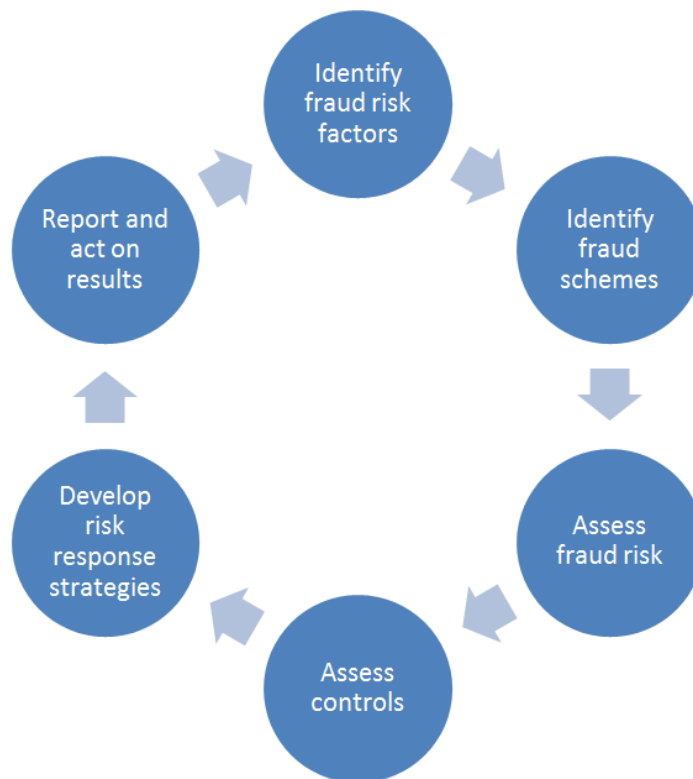 Identify
fraud risk
factors
Identify
fraud
schemes
Assess
fraud risk
Assess
controls
Develop
risk
response
strategies
Report and
act on
results